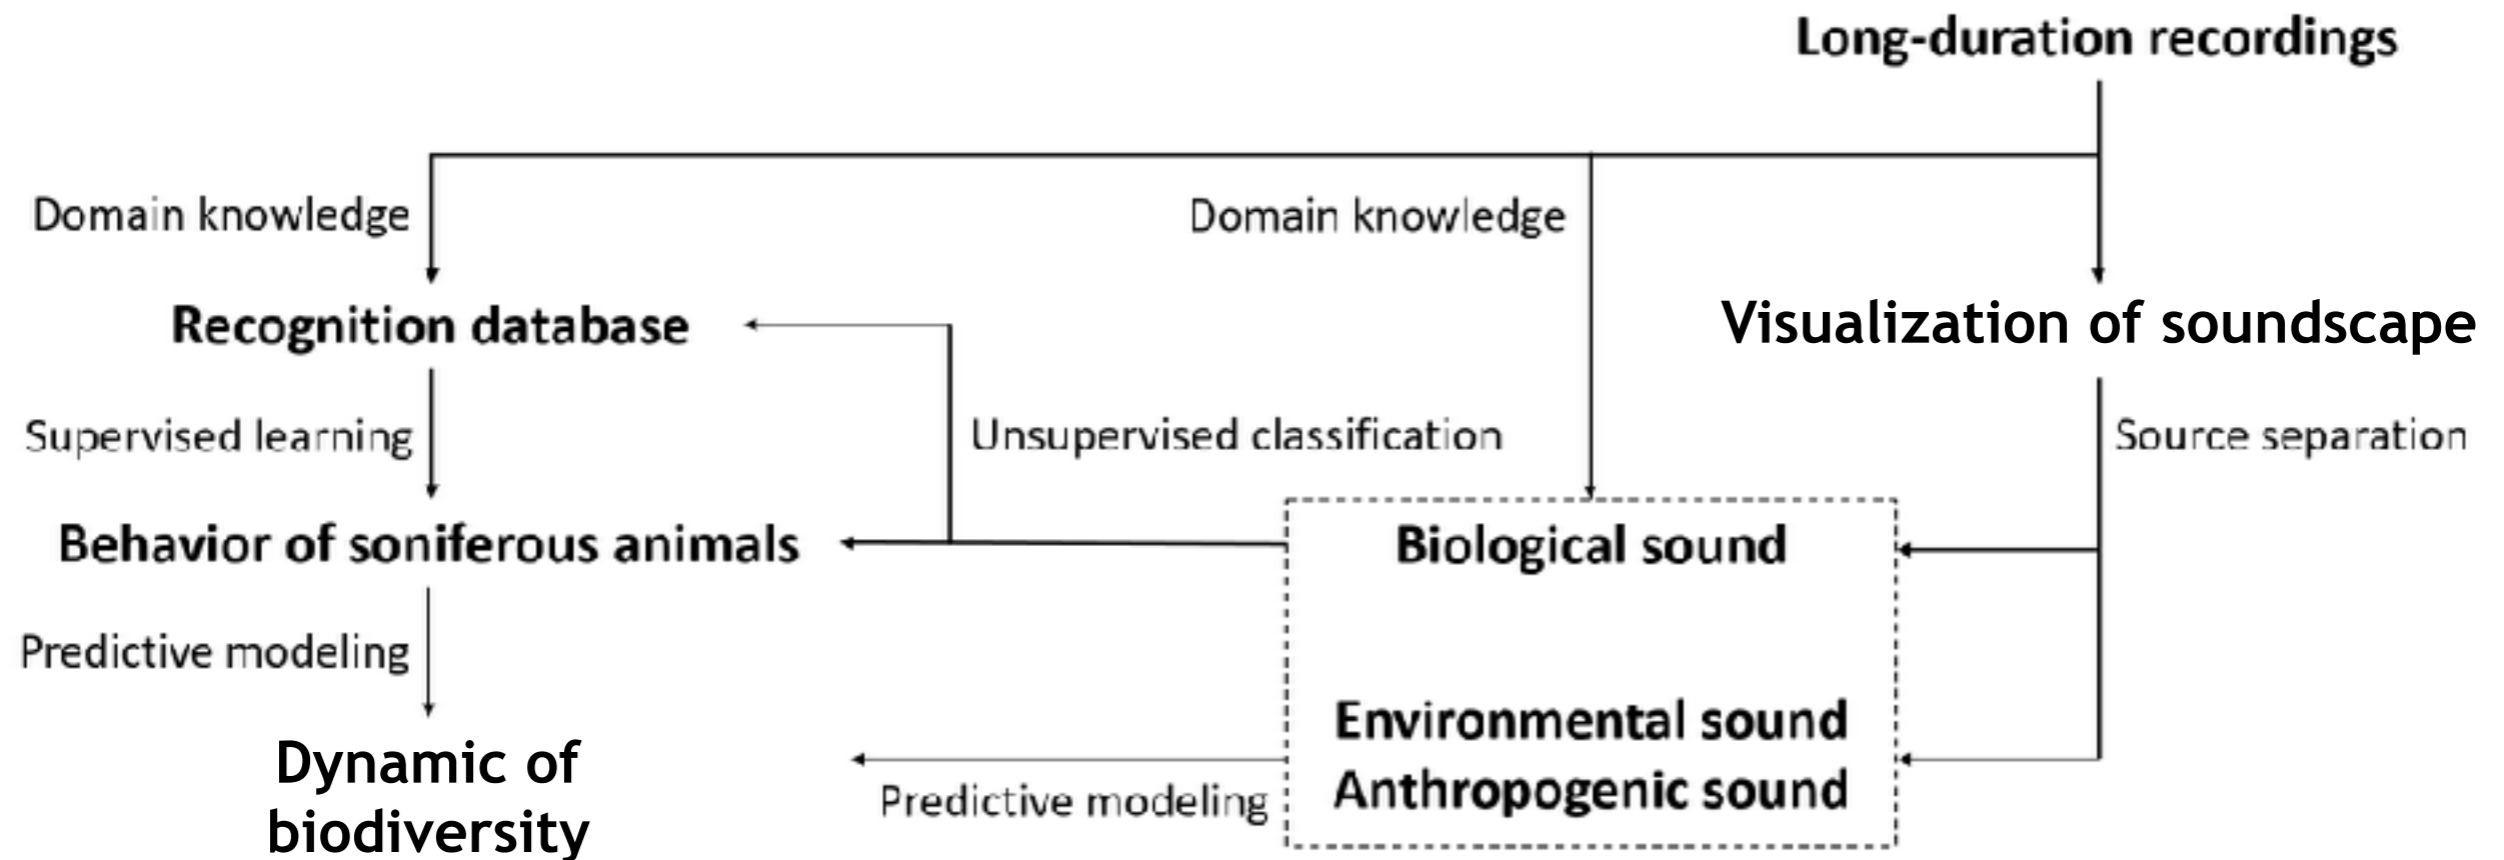 Long-duration recordings
Domain knowledge
Domain knowledge
Recognition database
Visualization of soundscape
Supervised learning
Unsupervised classification
Source separation
Behavior of soniferous animals
Biological sound
Predictive modeling
Environmental sound
Dynamic of
biodiversity
Predictive modeling
Anthropogenic sound